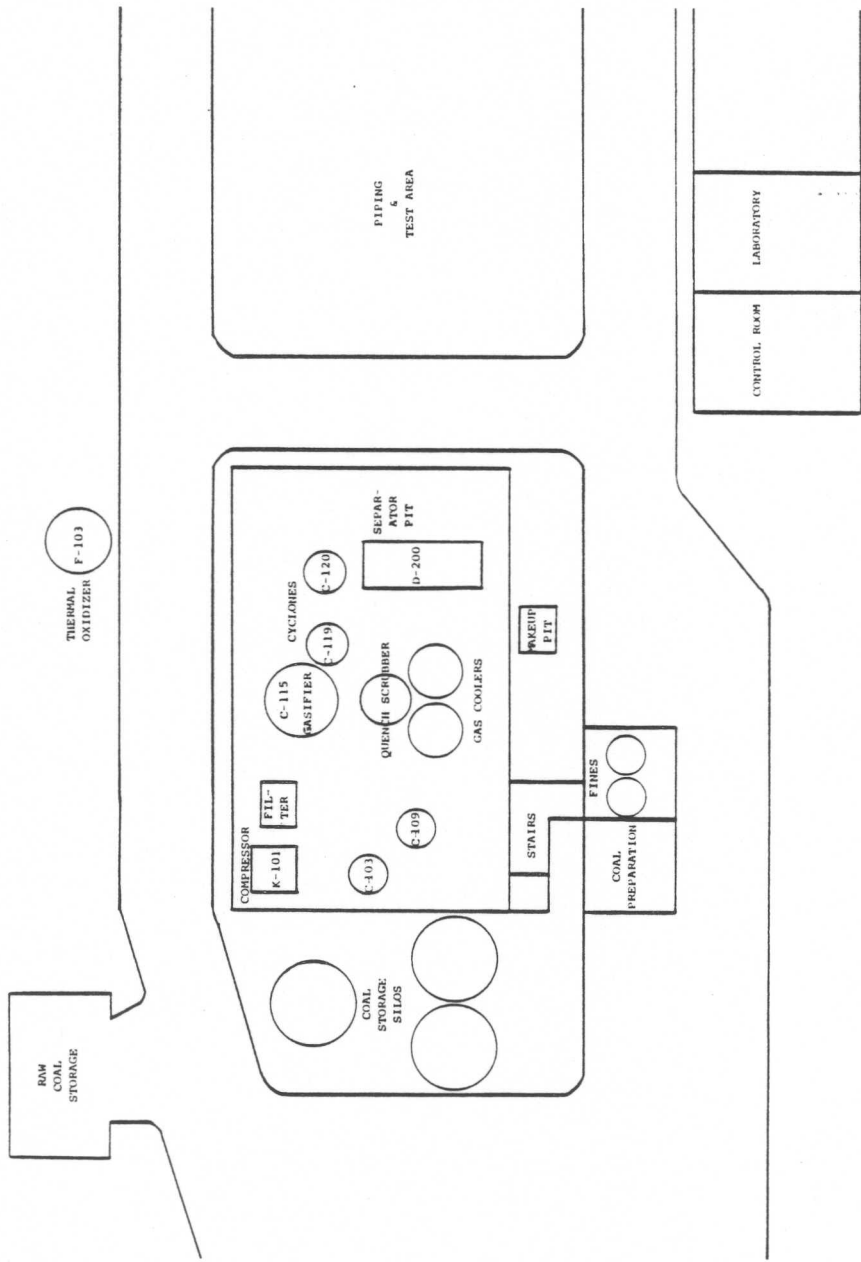 THERMAL
OXIDIZER
F-103
PIPING
&
TEST AREA
CONTROL ROOM
LABORATORY
RAW
COAL
STORAGE
COMPRESSOR
K-101
FIL-
TER
C-115
GASIFIER
CYCLONES
C-119
C-120
SEPAR-
ATOR
PIT
D-200
QUENCH SCRUBBER
GAS COOLERS
C-103
C-109
COAL
STORAGE
SILOS
STAIRS
MAKEUP
PIT
FINES
COAL
PREPARATION